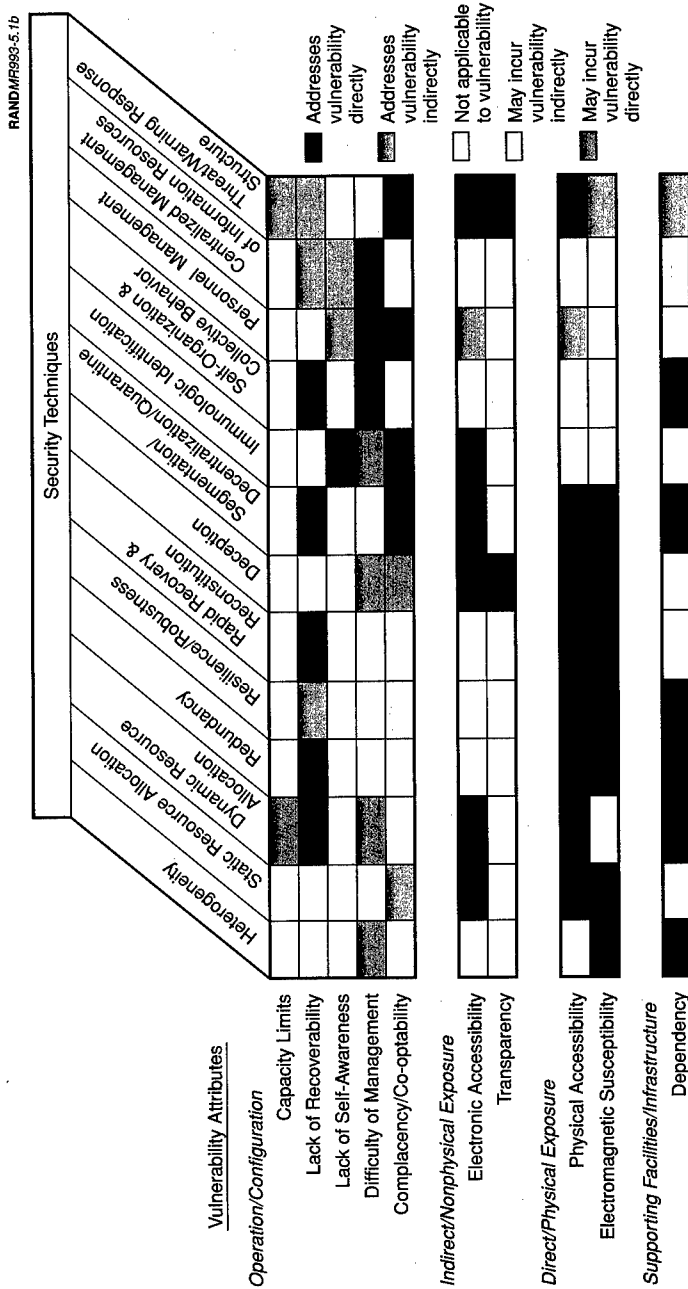 RANDMR993-5.1b
Security Techniques
Heterogeneity
Static Resource Allocation
Dynamic Resource
Allocation
Redundancy
Resilience/Robustness
Rapid Recovery &
Reconstitution
Deception
Segmentation/
Decentralization/Quarantine
Immunologic Identification
Self-Organization &
Collective Behavior
Personnel Management
Centralized Management
of Information Resources
Threat/Warning Response
Structure
Vulnerability Attributes
Operation/Configuration
Capacity Limits
Lack of Recoverability
Lack of Self-Awareness
Difficulty of Management
Complacency/Co-optability
Indirect/Nonphysical Exposure
Electronic Accessibility
Transparency
Direct/Physical Exposure
Physical Accessibility
Electromagnetic Susceptibility
Supporting Facilities/Infrastructure
Dependency
Addresses
vulnerability
directly
Addresses
vulnerability
indirectly
Not applicable
to vulnerability
May incur
vulnerability
indirectly
May incur
vulnerability
directly